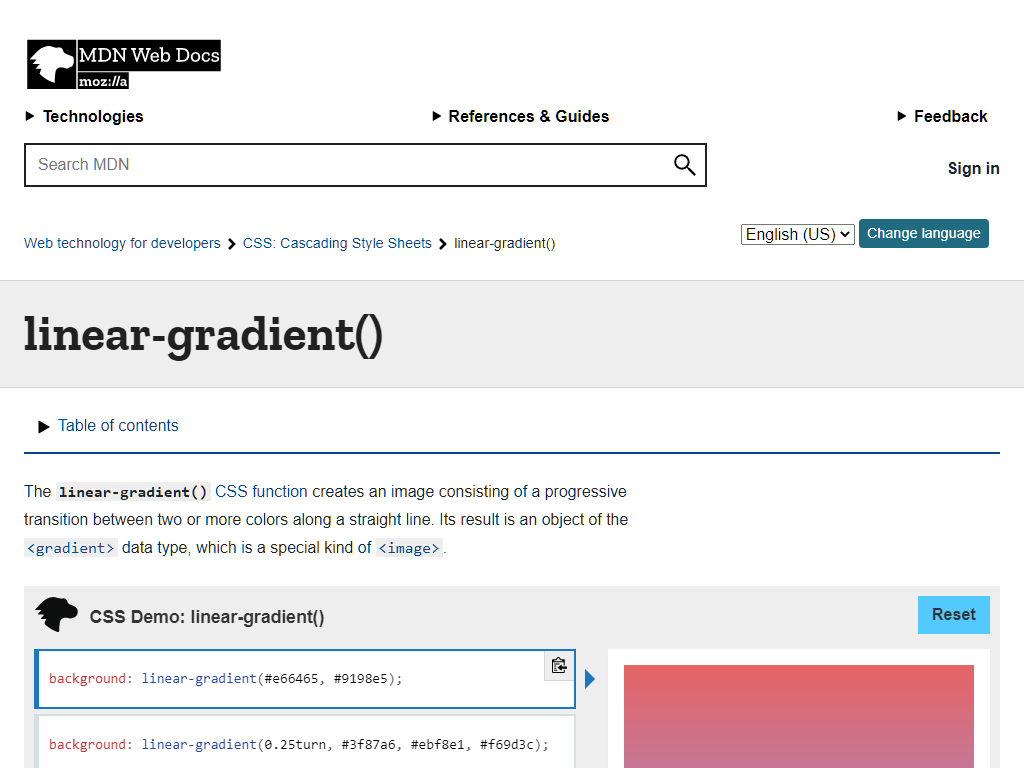 MDN Web Docs
moz://a
Technologies
References & Guides
Feedback
Search MDN
Sign in
Web technology for developers
CSS: Cascading Style Sheets
linear-gradient()
English (US)
Change language
linear-gradient()
Table of contents
The linear-gradient() CSS function creates an image consisting of a progressive
transition between two or more colors along a straight line. Its result is an object of the
<gradient> data type, which is a special kind of <image>.
CSS Demo: linear-gradient()
Reset
background: linear-gradient(#e66465, #9198e5);
background: linear-gradient(0.25turn, #3f87a6, #ebf8e1, #f69d3c);